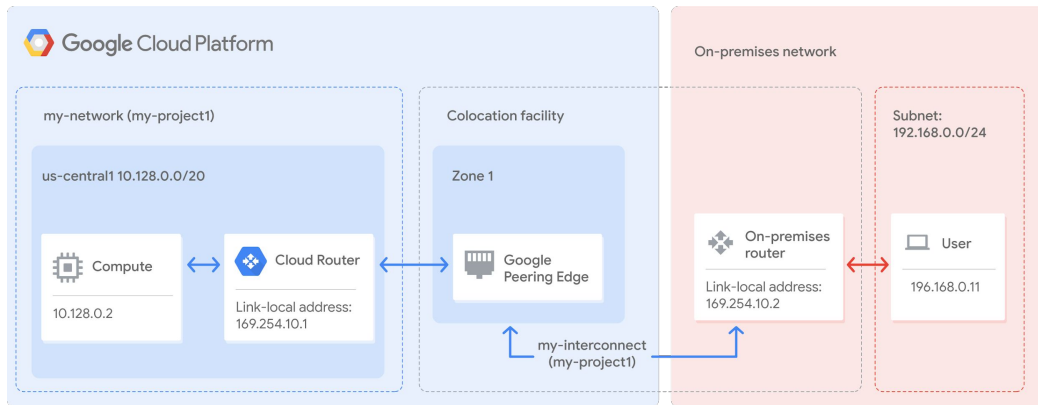 Google Cloud Platform
On-premises network
my-network (my-project1)
Colocation facility
Subnet:
192.168.0.0/24
us-central1 10.128.0.0/20
Zone 1
Compute
10.128.0.2
Cloud Router
Link-local address:
169.254.10.1
Google
Peering Edge
On-premises
router
Link-local address:
169.254.10.2
User
196.168.0.11
my-interconnect
(my-project1)